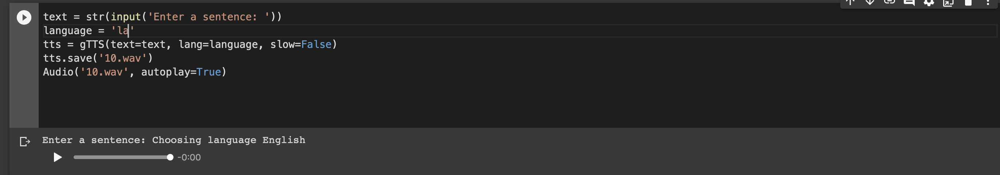 text = str(input('Enter a sentence: '))
language = 'la'
tts = gTTS(text=text, lang=language, slow=False)
tts.save('10.wav')
Audio('10.wav', autoplay=True)
Enter a sentence: Choosing language English
-0:00